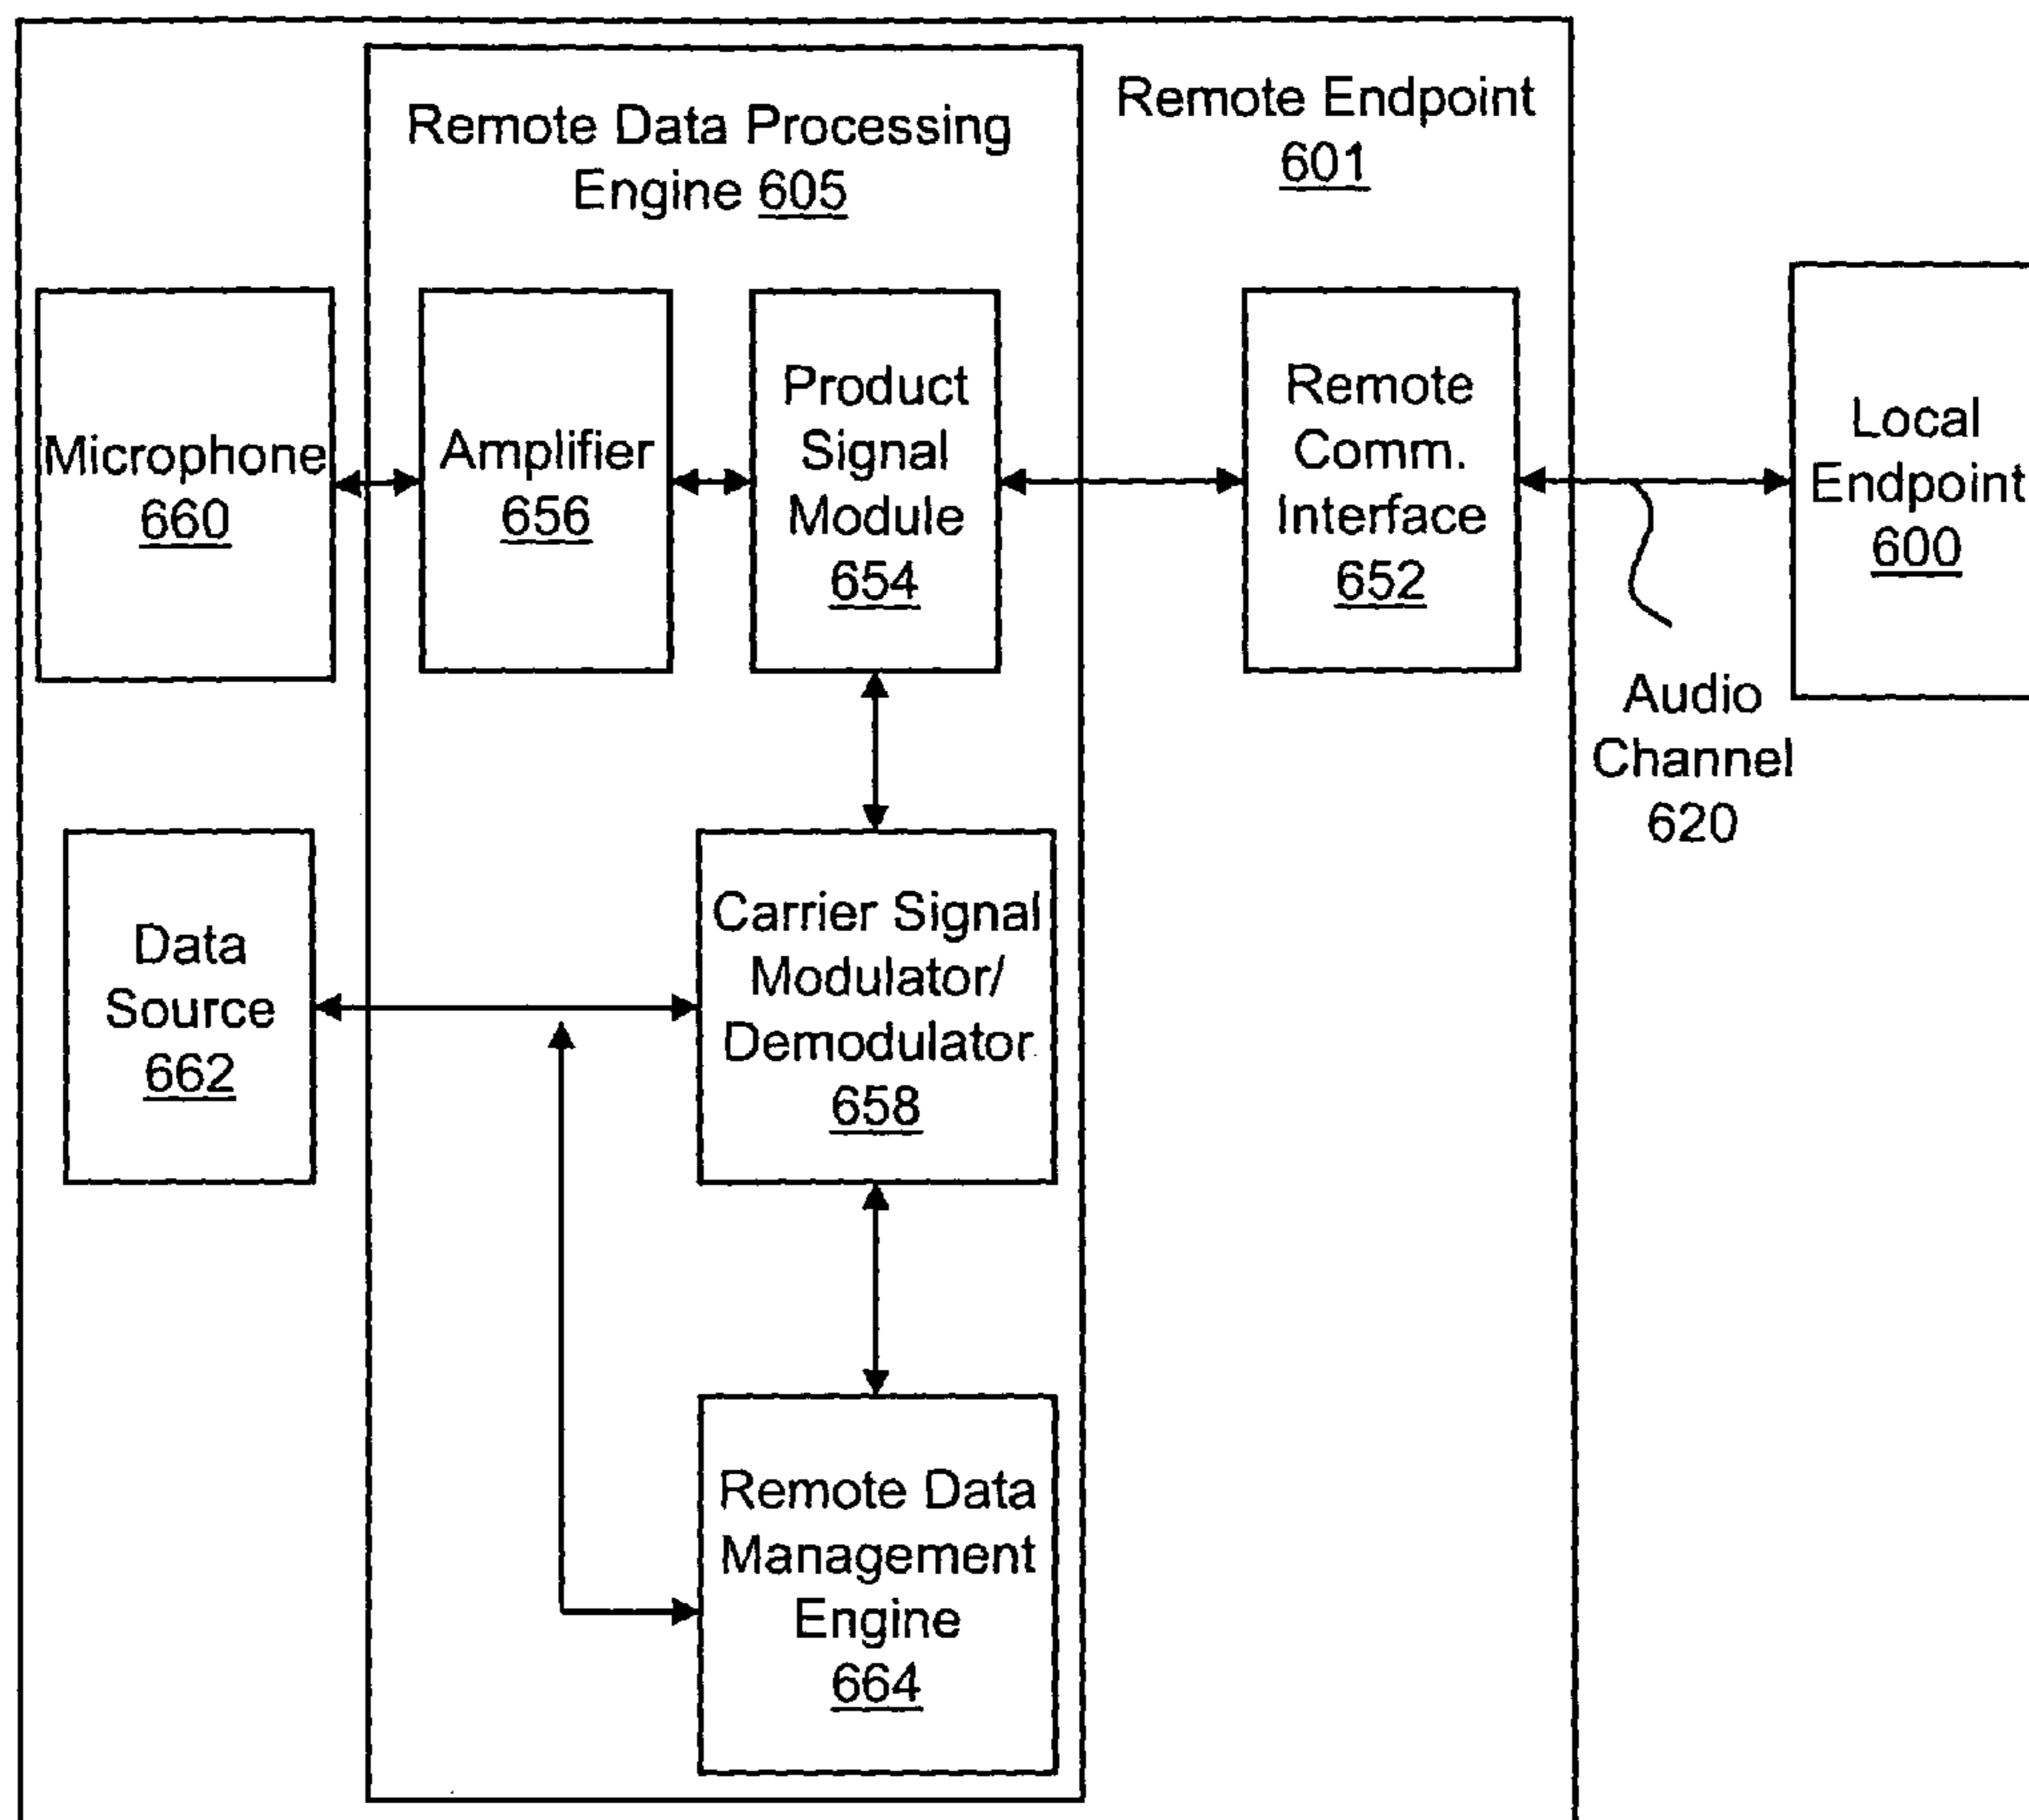 Remote Data Processing
Engine 605
Remote Endpoint
601
Microphone
660
Amplifier
656
Product
Signal
Module
654
Remote
Comm.
Interface
652
Local
Endpoint
600
Audio
Channel
620
Data
Source
662
Carrier Signal
Modulator/
Demodulator
658
Remote Data
Management
Engine
664